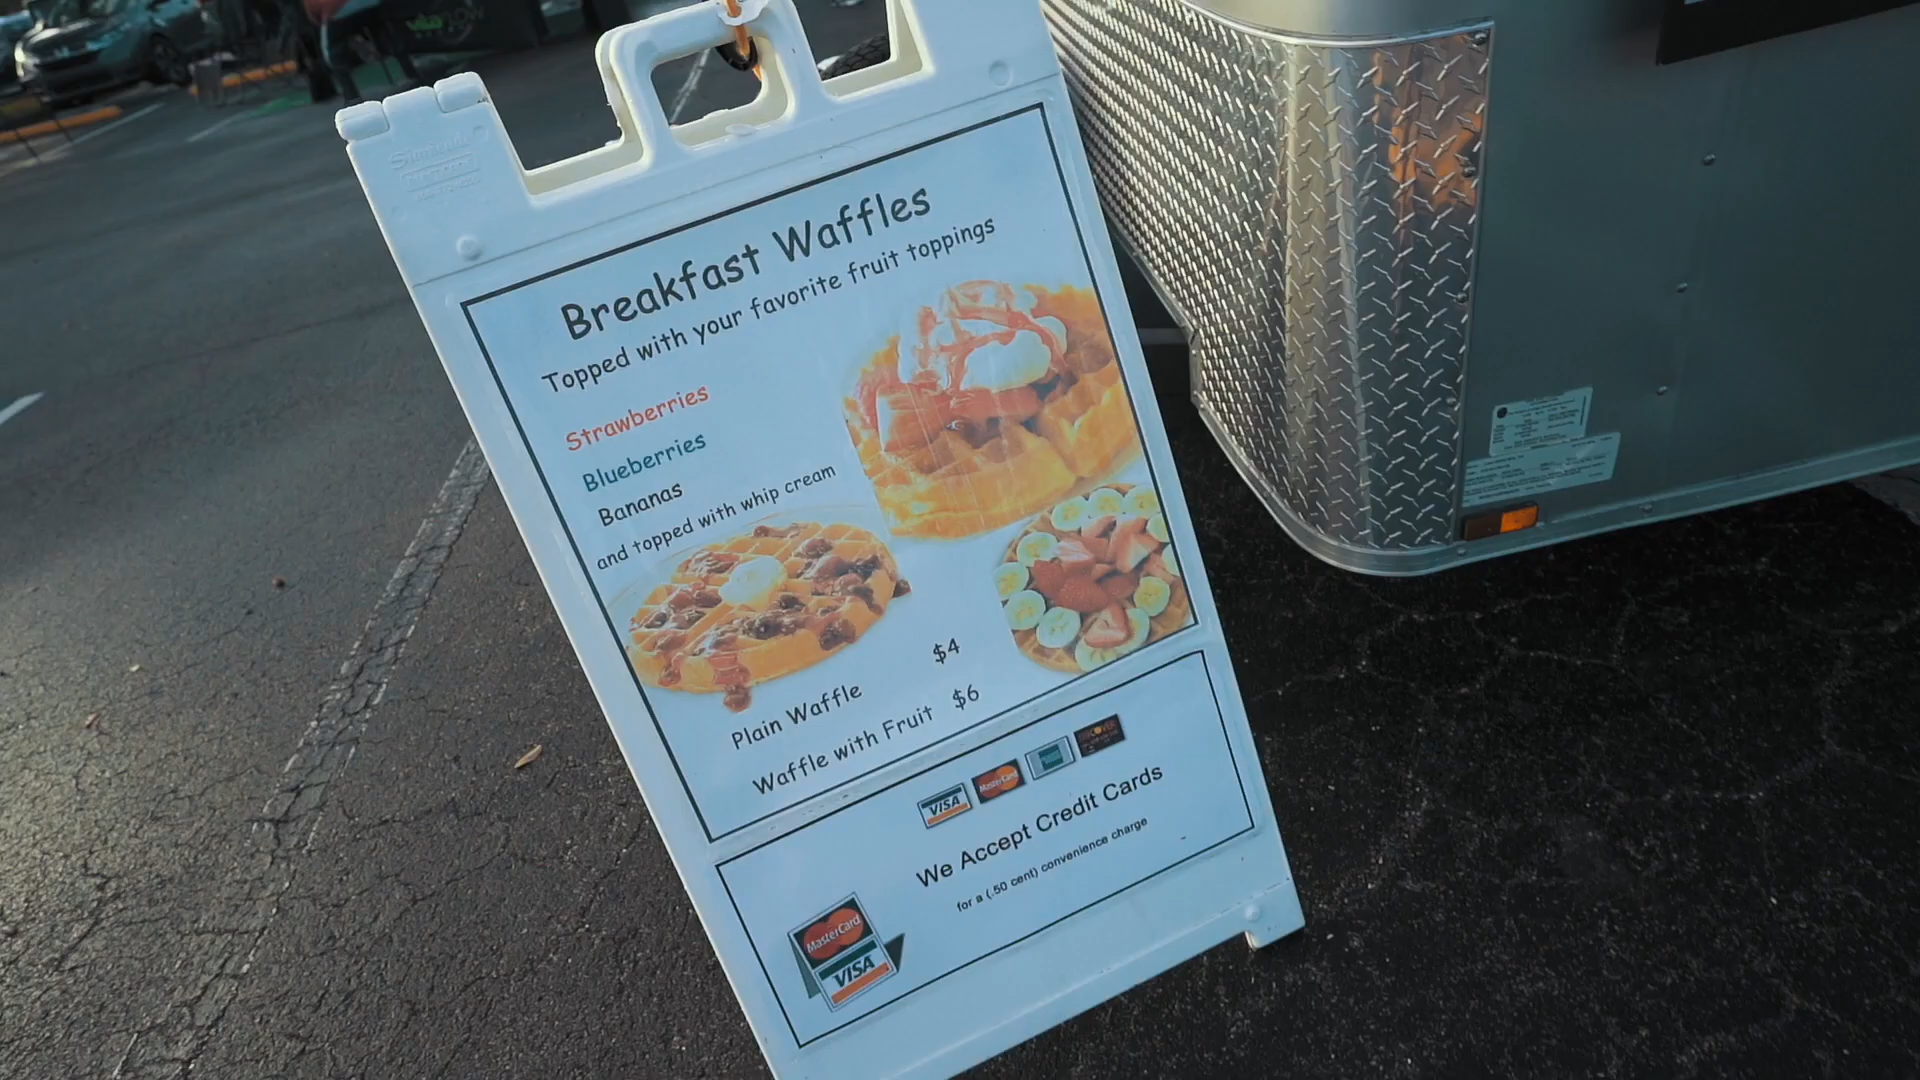 Breakfast Waffles
Topped with your favorite fruit toppings
Strawberries
Blueberries
Bananas
and topped with whip cream
Plain Waffle $4
Waffle with Fruit $6
VISA MasterCard DISCOVER
We Accept Credit Cards
for a (.50 cent) convenience charge
MasterCard
VISA